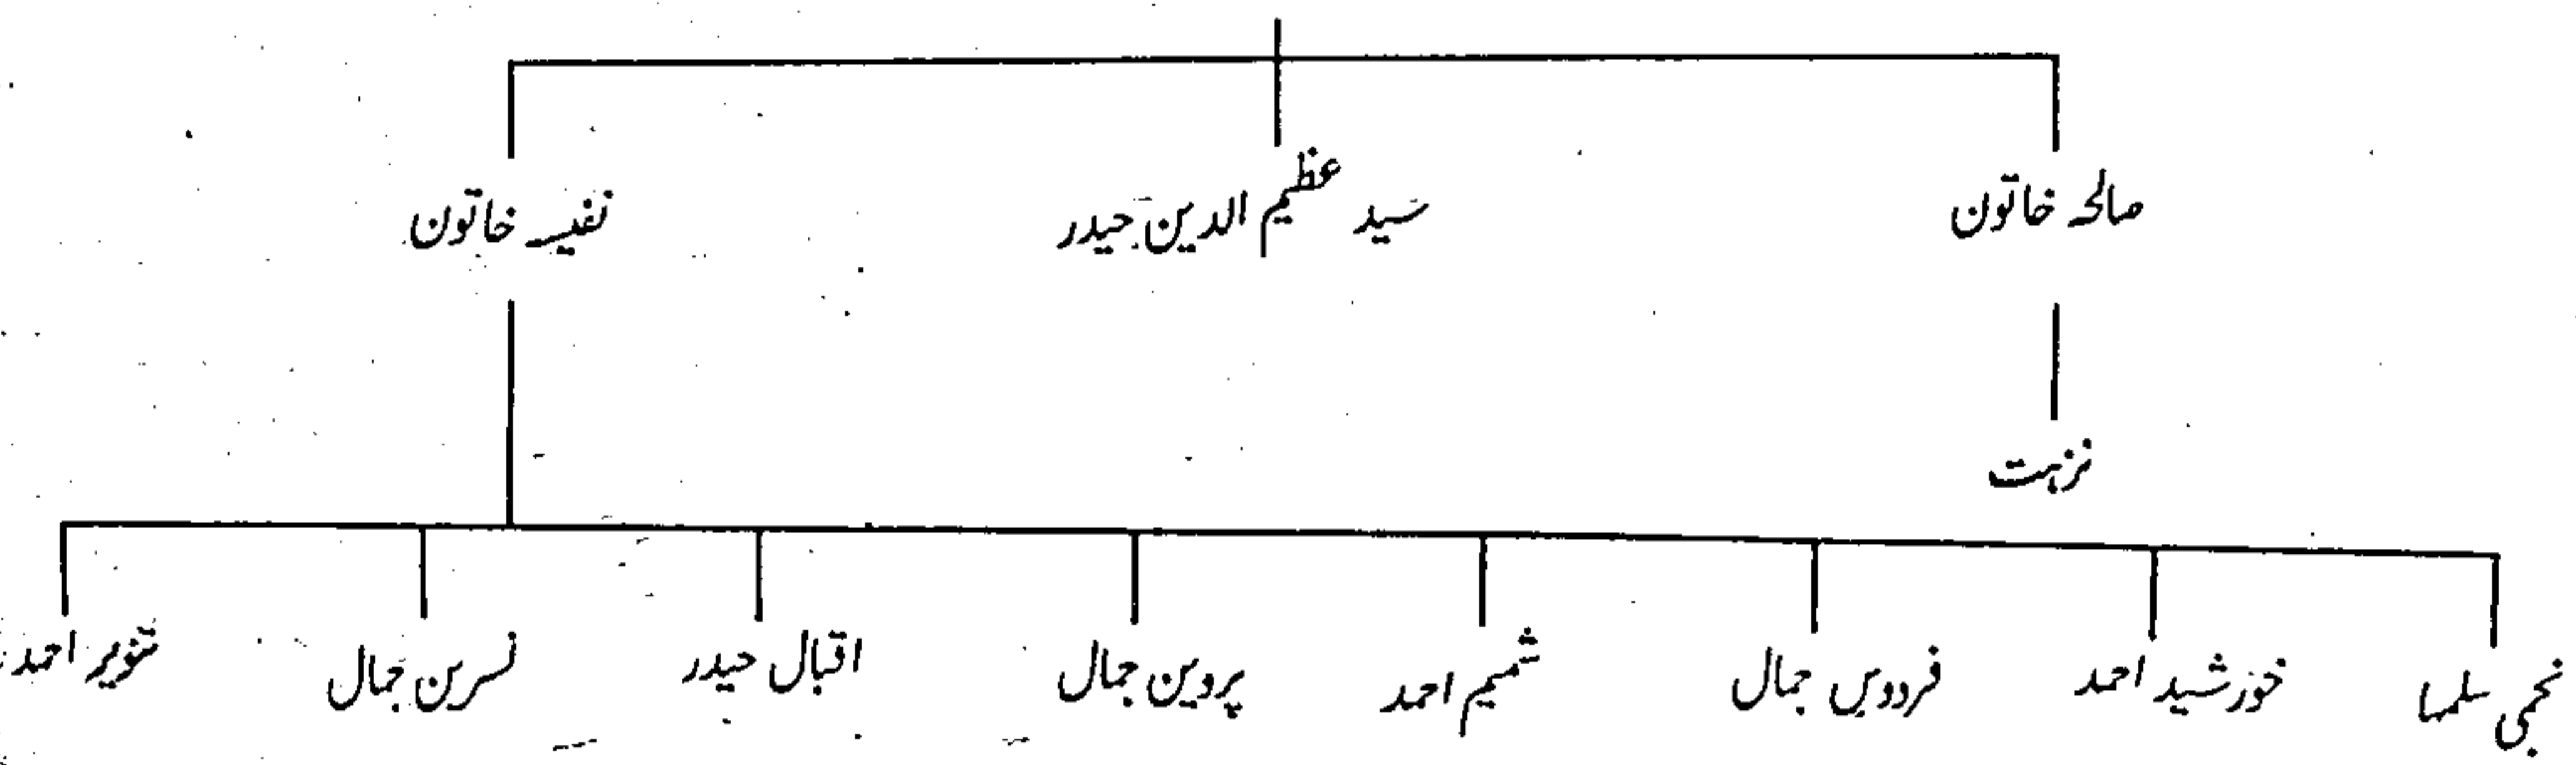 صالحہ خاتون سید عظیم الدین حیدر نفیسہ خاتون
نزہت
نجمی سلمہا خورشید احمد فردوس جمال شمیم احمد پروین جمال اقبال حیدر نسرین جمال تنویر احمد